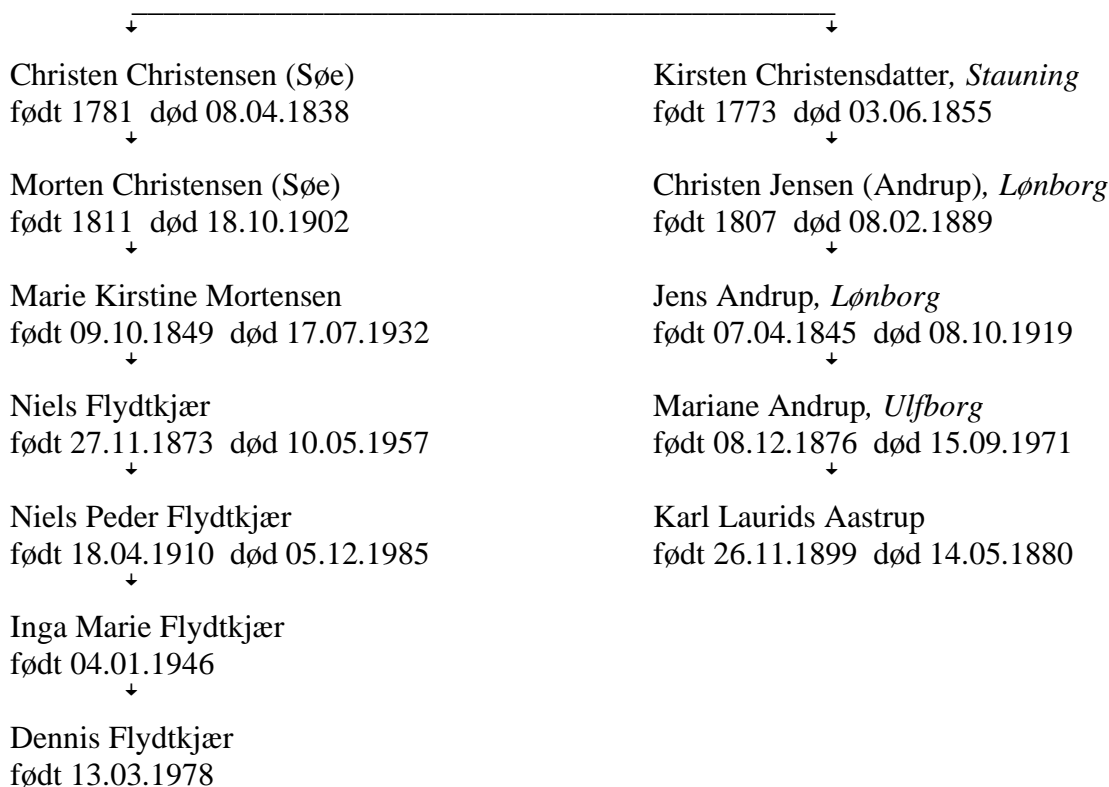 Christen Christensen (Søe)
født 1781 død 08.04.1838
Morten Christensen (Søe)
født 1811 død 18.10.1902
Marie Kirstine Mortensen
født 09.10.1849 død 17.07.1932
Niels Flydtkjær
født 27.11.1873 død 10.05.1957
Niels Peder Flydtkjær
født 18.04.1910 død 05.12.1985
Inga Marie Flydtkjær
født 04.01.1946
Dennis Flydtkjær
født 13.03.1978
Kirsten Christensdatter, Stauning
født 1773 død 03.06.1855
Christen Jensen (Andrup), Lønborg
født 1807 død 08.02.1889
Jens Andrup, Lønborg
født 07.04.1845 død 08.10.1919
Mariane Andrup, Ulfborg
født 08.12.1876 død 15.09.1971
Karl Laurids Aastrup
født 26.11.1899 død 14.05.1880